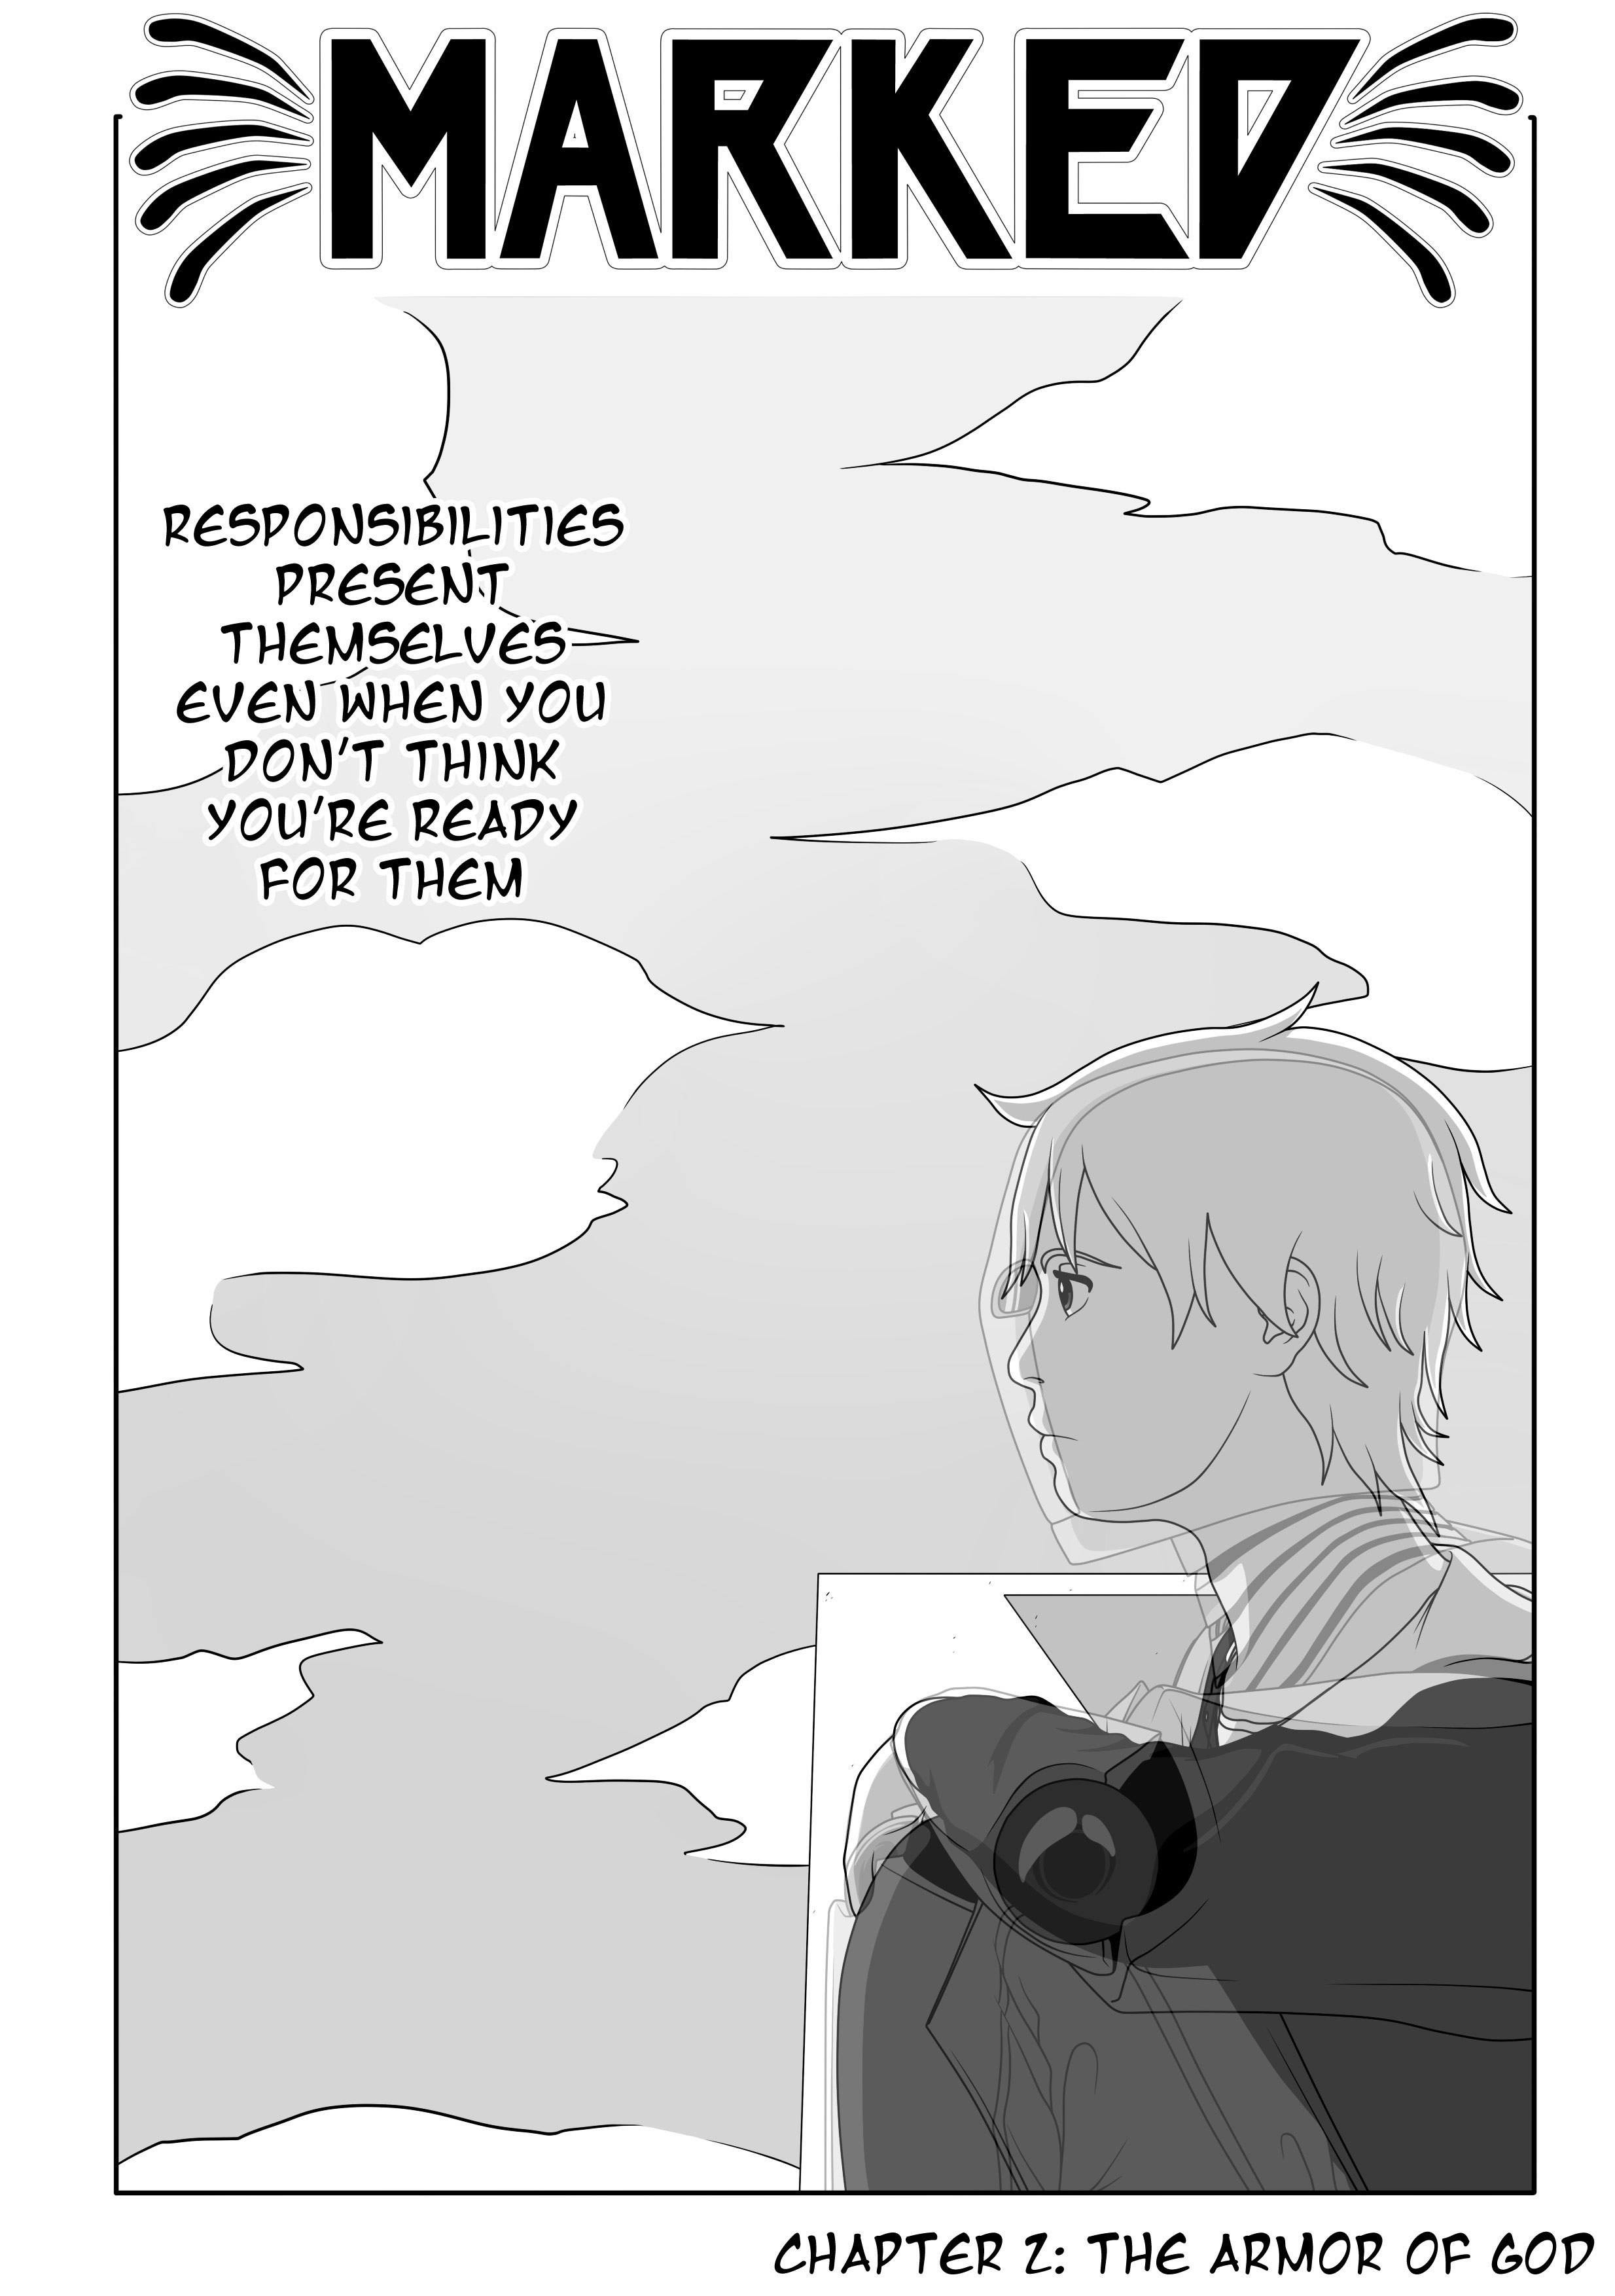 MARKED
RESPONSIBILITIES
PRESENT
THEMSELVES
EVEN WHEN YOU
DON'T THINK
YOU'RE READY
FOR THEM
CHAPTER 2: THE ARMOR OF GOD